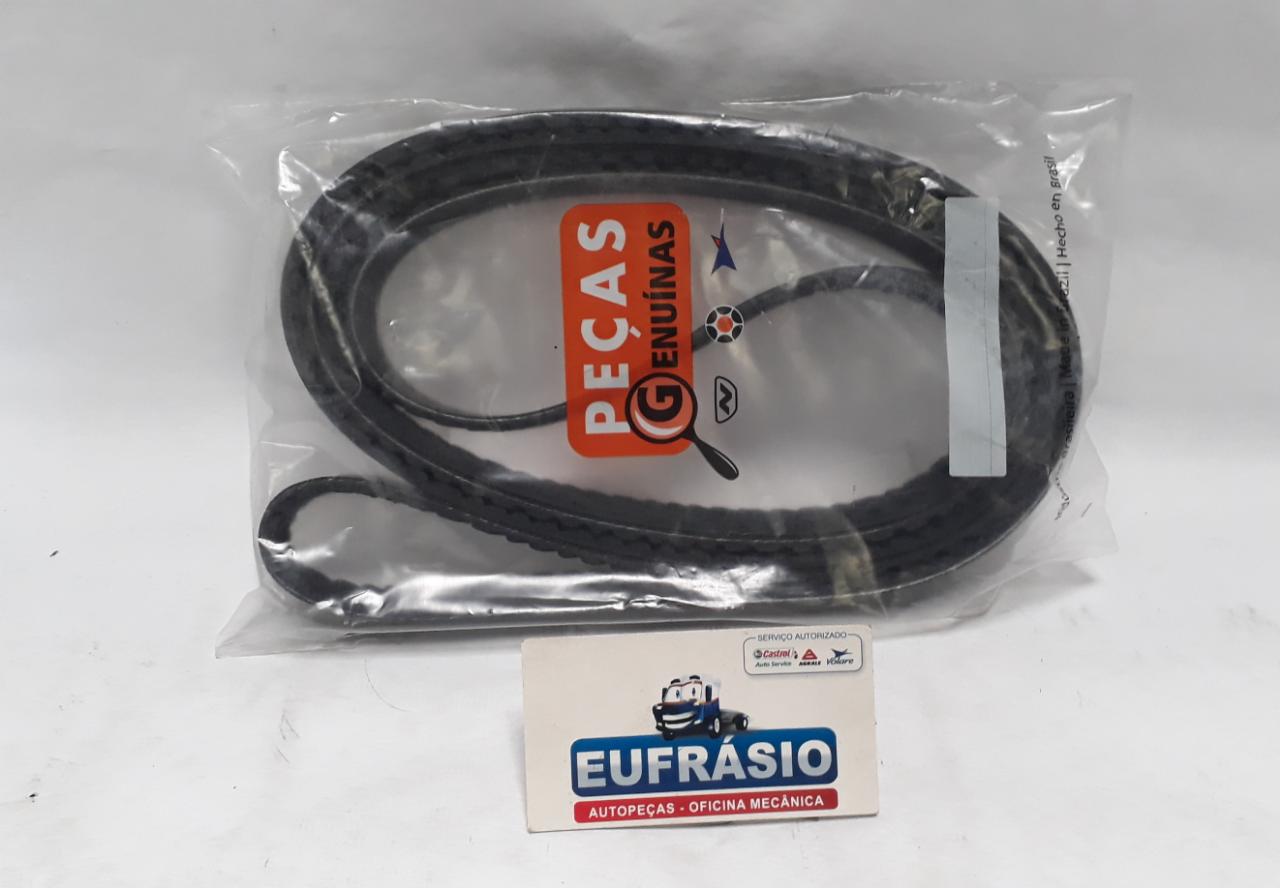 PEÇAS
GENUÍNAS
Made in Brazil | Hecho en Brasil
SERVIÇO AUTORIZADO
Castrol
Auto Service
AGRALE
Volare
EUFRÁSIO
AUTOPEÇAS - OFICINA MECÂNICA